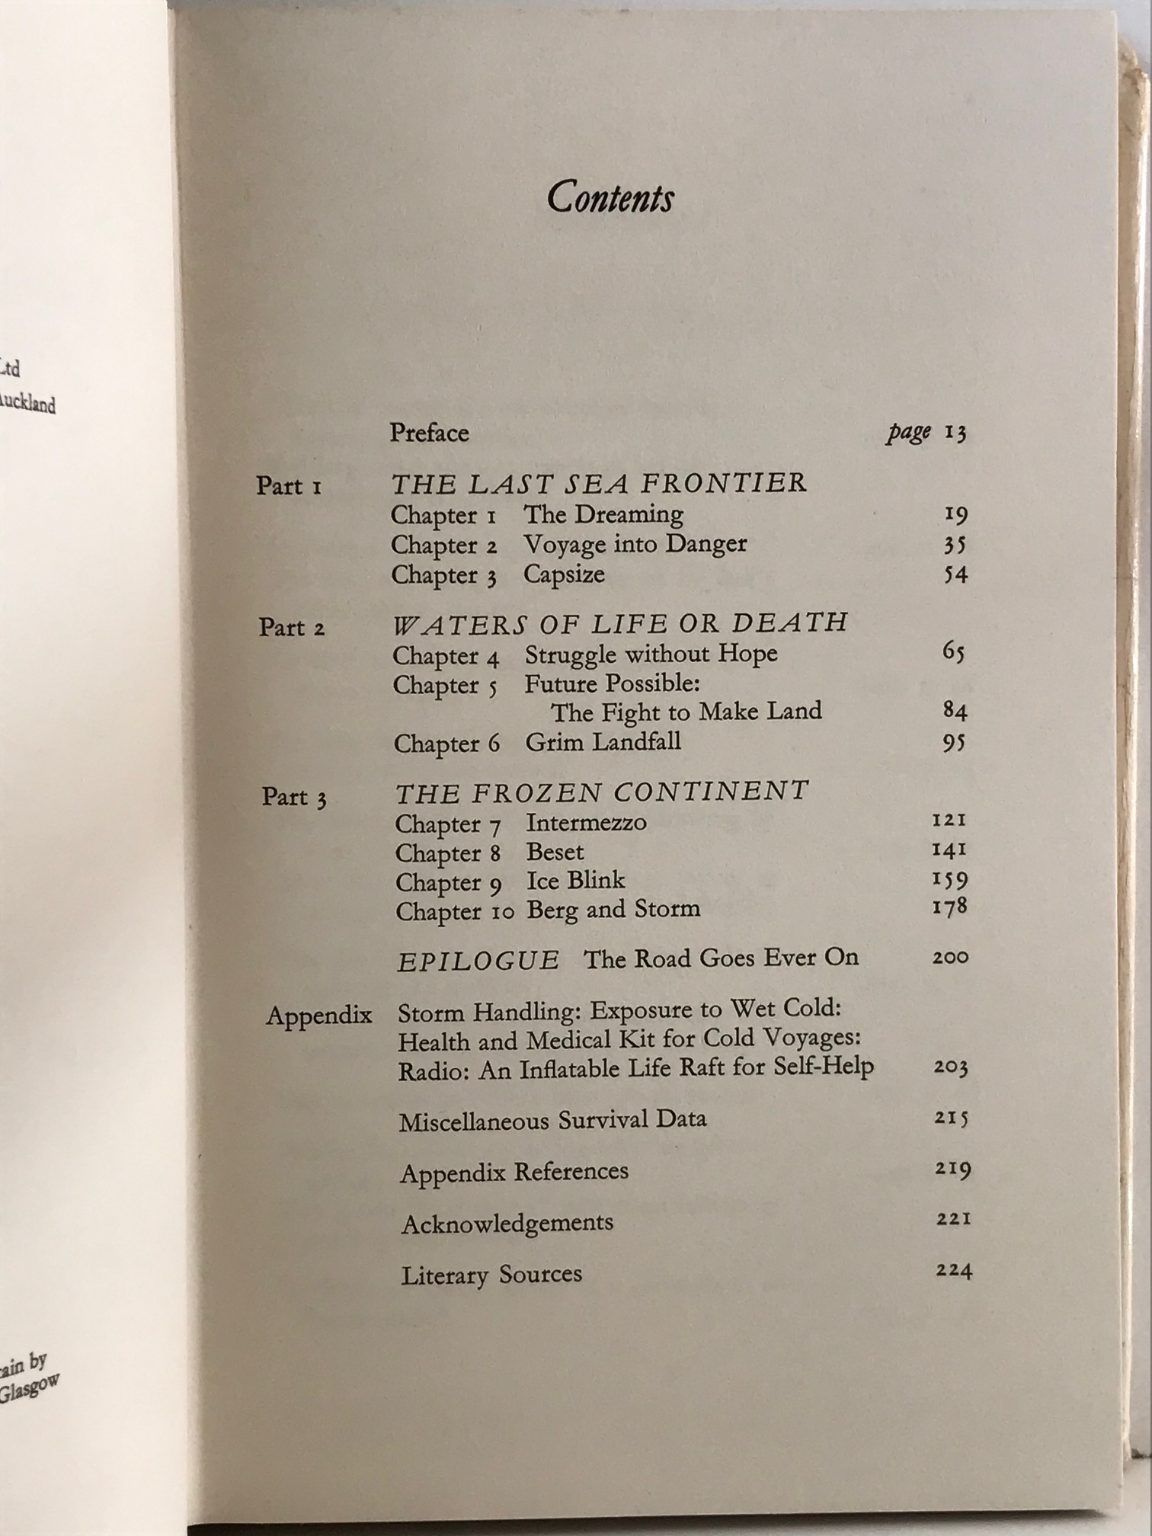 Ltd
Auckland
ain by
Glasgow
Contents
Preface page 13
Part 1 THE LAST SEA FRONTIER
Chapter 1 The Dreaming 19
Chapter 2 Voyage into Danger 35
Chapter 3 Capsize 54
Part 2 WATERS OF LIFE OR DEATH
Chapter 4 Struggle without Hope 65
Chapter 5 Future Possible:
The Fight to Make Land 84
Chapter 6 Grim Landfall 95
Part 3 THE FROZEN CONTINENT
Chapter 7 Intermezzo 121
Chapter 8 Beset 141
Chapter 9 Ice Blink 159
Chapter 10 Berg and Storm 178
EPILOGUE The Road Goes Ever On 200
Appendix Storm Handling: Exposure to Wet Cold:
Health and Medical Kit for Cold Voyages:
Radio: An Inflatable Life Raft for Self-Help 203
Miscellaneous Survival Data 215
Appendix References 219
Acknowledgements 221
Literary Sources 224